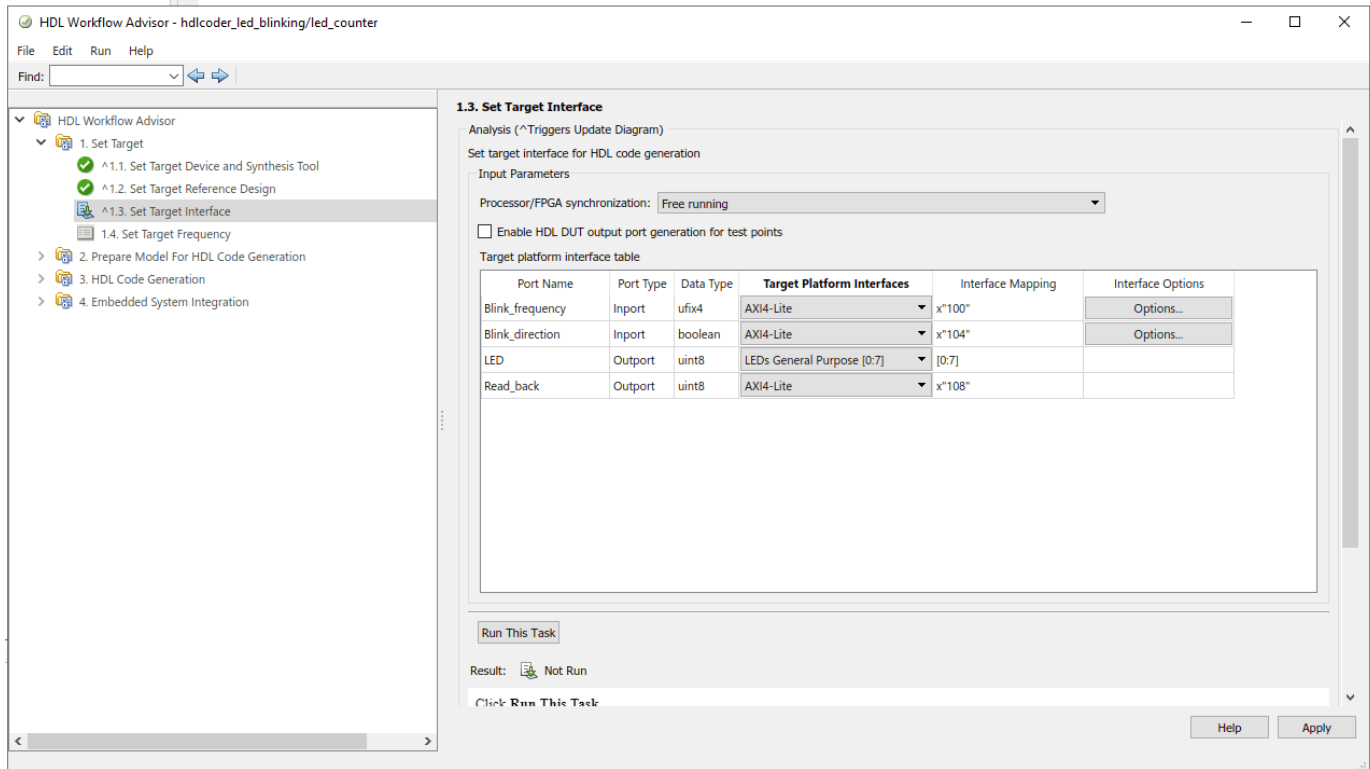 HDL Workflow Advisor - hdlcoder_led_blinking/led_counter
File Edit Run Help
Find:
HDL Workflow Advisor
1. Set Target
^1.1. Set Target Device and Synthesis Tool
^1.2. Set Target Reference Design
^1.3. Set Target Interface
1.4. Set Target Frequency
2. Prepare Model For HDL Code Generation
3. HDL Code Generation
4. Embedded System Integration
1.3. Set Target Interface
Analysis (^Triggers Update Diagram)
Set target interface for HDL code generation
Input Parameters
Processor/FPGA synchronization: Free running
Enable HDL DUT output port generation for test points
Target platform interface table
Port Name Port Type Data Type Target Platform Interfaces Interface Mapping Interface Options
Blink_frequency Inport ufix4 AXI4-Lite x"100" Options...
Blink_direction Inport boolean AXI4-Lite x"104" Options...
LED Outport uint8 LEDs General Purpose [0:7] [0:7]
Read_back Outport uint8 AXI4-Lite x"108"
Run This Task
Result: Not Run
Click Run This Task
Help Apply